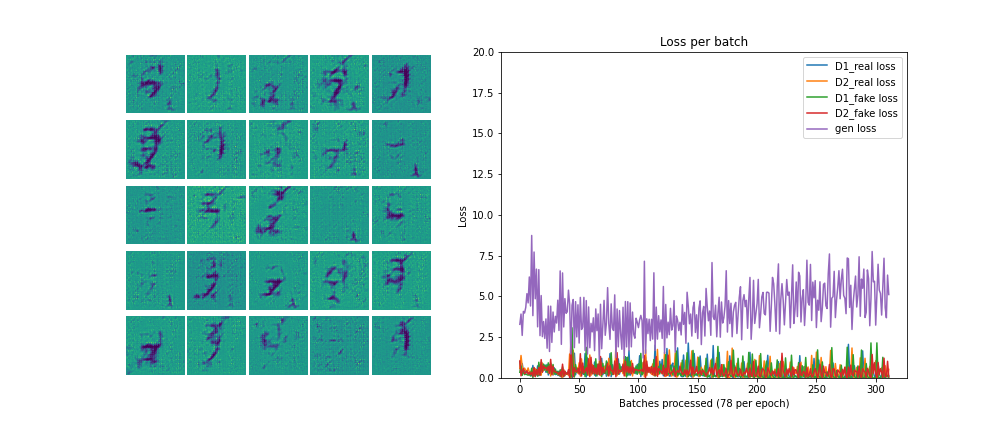 Loss per batch
20.0
17.5
15.0
12.5
10.0
7.5
5.0
2.5
0.0
Loss
D1_real loss
D2_real loss
D1_fake loss
D2_fake loss
gen loss
0 50 100 150 200 250 300
Batches processed (78 per epoch)